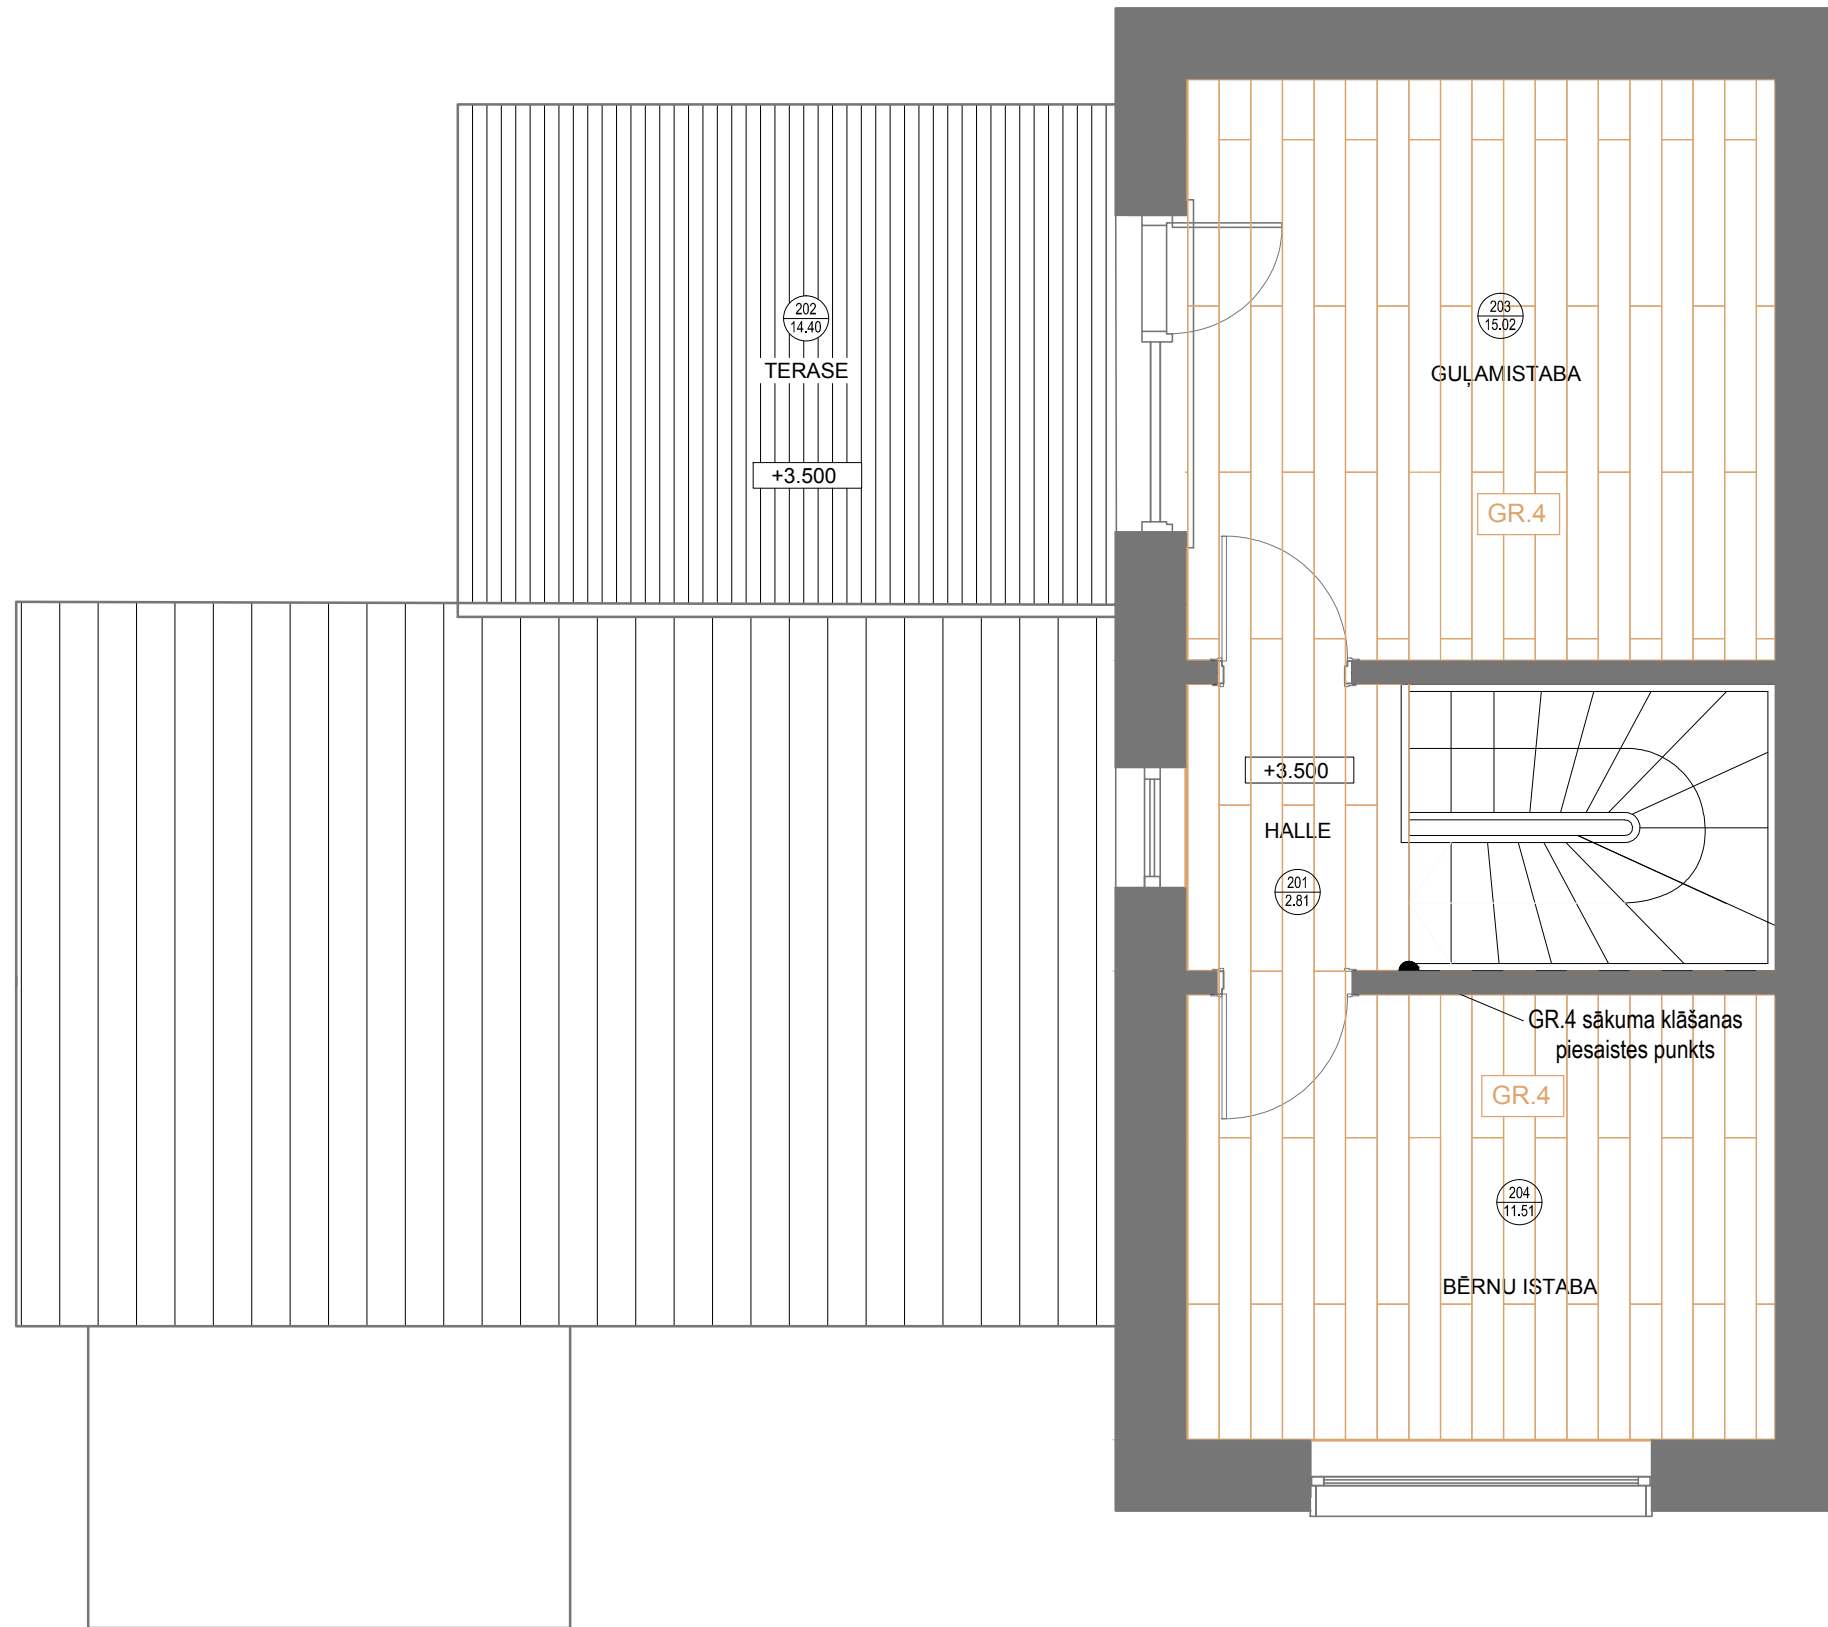 202
14.40
TERASE
+3.500
203
15.02
GUĻAMISTABA
GR.4
+3.500
HALLE
201
2.81
GR.4 sākuma klāšanas
piesaistes punkts
GR.4
204
11.51
BĒRNU ISTABA